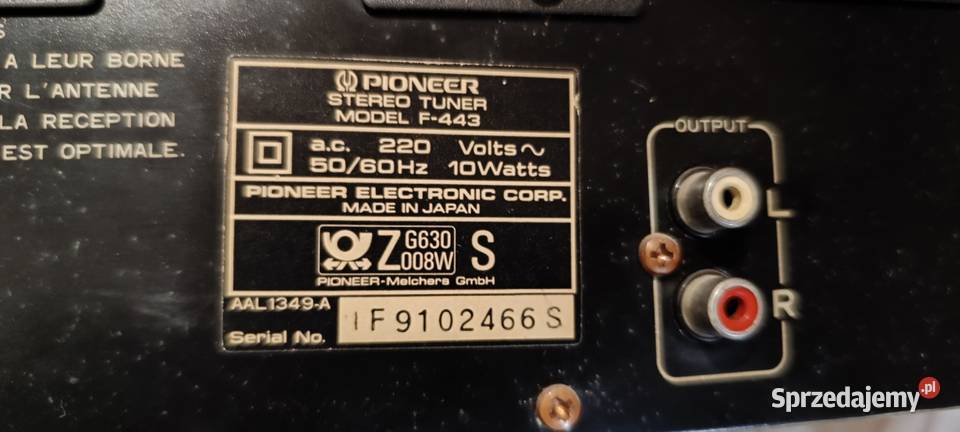 S
A LEUR BORNE
R L'ANTENNE
LA RECEPTION
EST OPTIMALE.
PIONEER
STEREO TUNER
MODEL F-443
a.c. 220 Volts~
50/60Hz 10Watts
PIONEER ELECTRONIC CORP.
MADE IN JAPAN
Z G630 S
008W
PIONEER-Melchers GmbH
AAL1349-A
Serial No. IF9102466S
OUTPUT
L
R
Sprzedajemy.pl